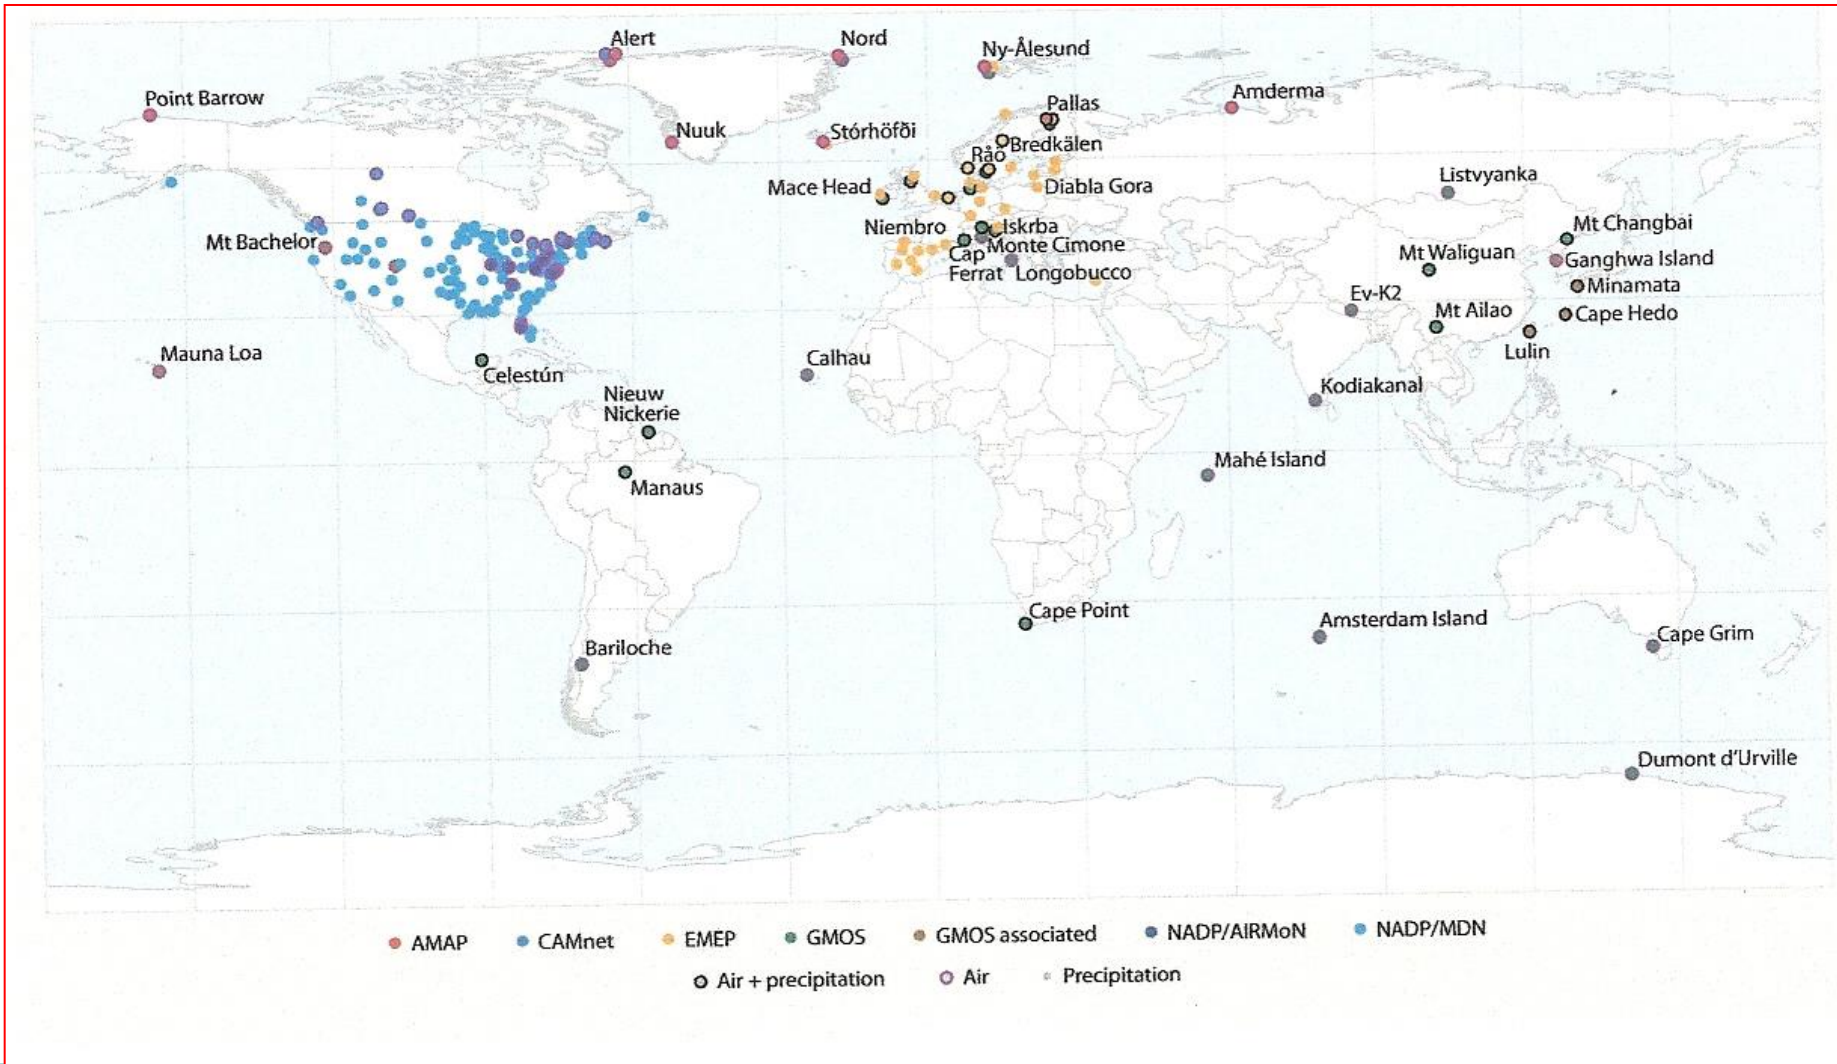 Alert
Nord
Ny-Ålesund
Point Barrow
Pallas
Amderma
Nuuk
Stórhöfði
Bredkälen
Råo
Mace Head
Diabla Gora
Listvyanka
Mt Bachelor
Niembro
Iskrba
Mt Changbai
Monte Cimone
Mt Waliguan
Ganghwa Island
Cap
Ferrat
Longobucco
Minamata
Ev-K2
Mt Ailao
Cape Hedo
Lulin
Mauna Loa
Calhau
Celestún
Kodiakanal
Nieuw
Nickerie
Mahé Island
Manaus
Cape Point
Amsterdam Island
Cape Grim
Bariloche
Dumont d'Urville
AMAP CAMnet EMEP GMOS GMOS associated NADP/AIRMoN NADP/MDN
Air + precipitation Air Precipitation